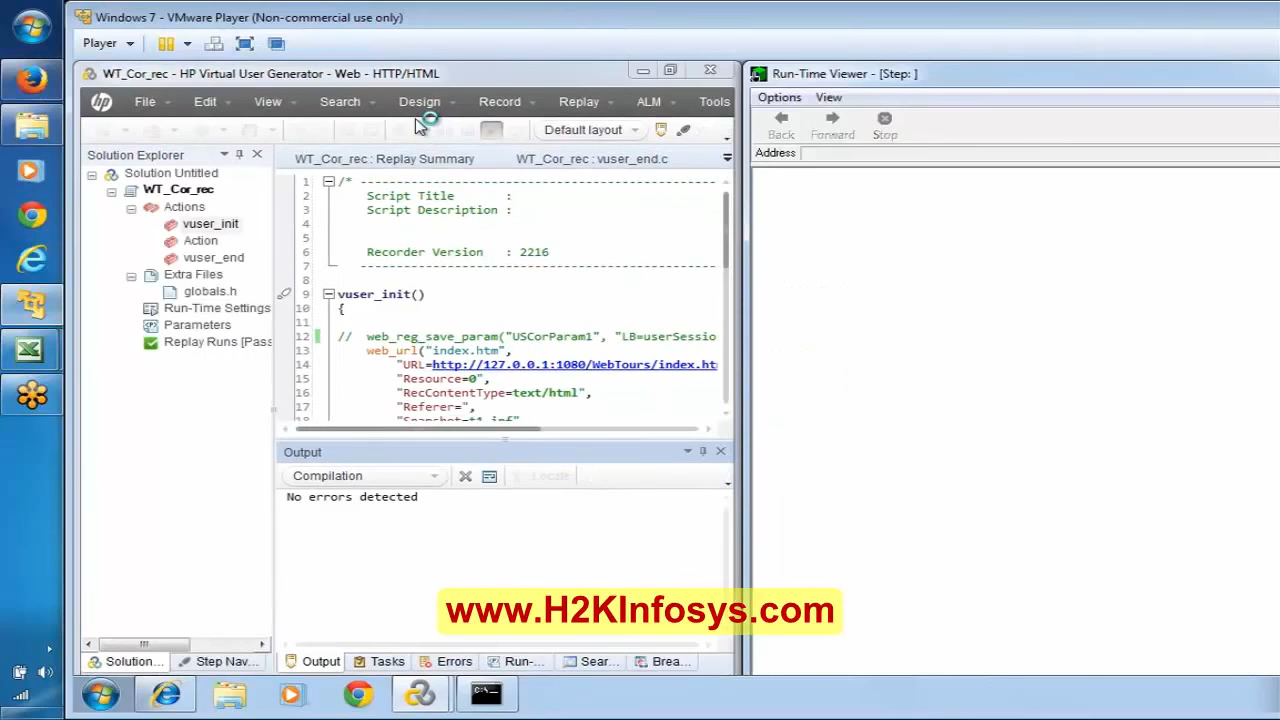 Windows 7 - VMware Player (Non-commercial use only)
Player
WT_Cor_rec - HP Virtual User Generator - Web - HTTP/HTML
Run-Time Viewer - [Step: ]
hp File Edit View Search Design Record Replay ALM Tools
Options View
Default layout
Back Forward Stop
Address
Solution Explorer
WT_Cor_rec : Replay Summary WT_Cor_rec : vuser_end.c
Solution Untitled
WT_Cor_rec
Actions
vuser_init
Action
vuser_end
Extra Files
globals.h
Run-Time Settings
Parameters
Replay Runs [Pass
1 /* ------------------------------------------------
2 Script Title :
3 Script Description :
4
5
6 Recorder Version : 2216
7 ------------------------------------------------
8
9 vuser_init()
10 {
11
12 // web_reg_save_param("USCorParam1", "LB=userSessio
13 web_url("index.htm",
14 "URL=http://127.0.0.1:1080/WebTours/index.ht
15 "Resource=0",
16 "RecContentType=text/html",
17 "Referer=",
18 "Snapshot=t1.inf"
Output
Compilation
Locate
No errors detected
www.H2KInfosys.com
Solution... Step Nav... Output Tasks Errors Run-... Sear... Brea...